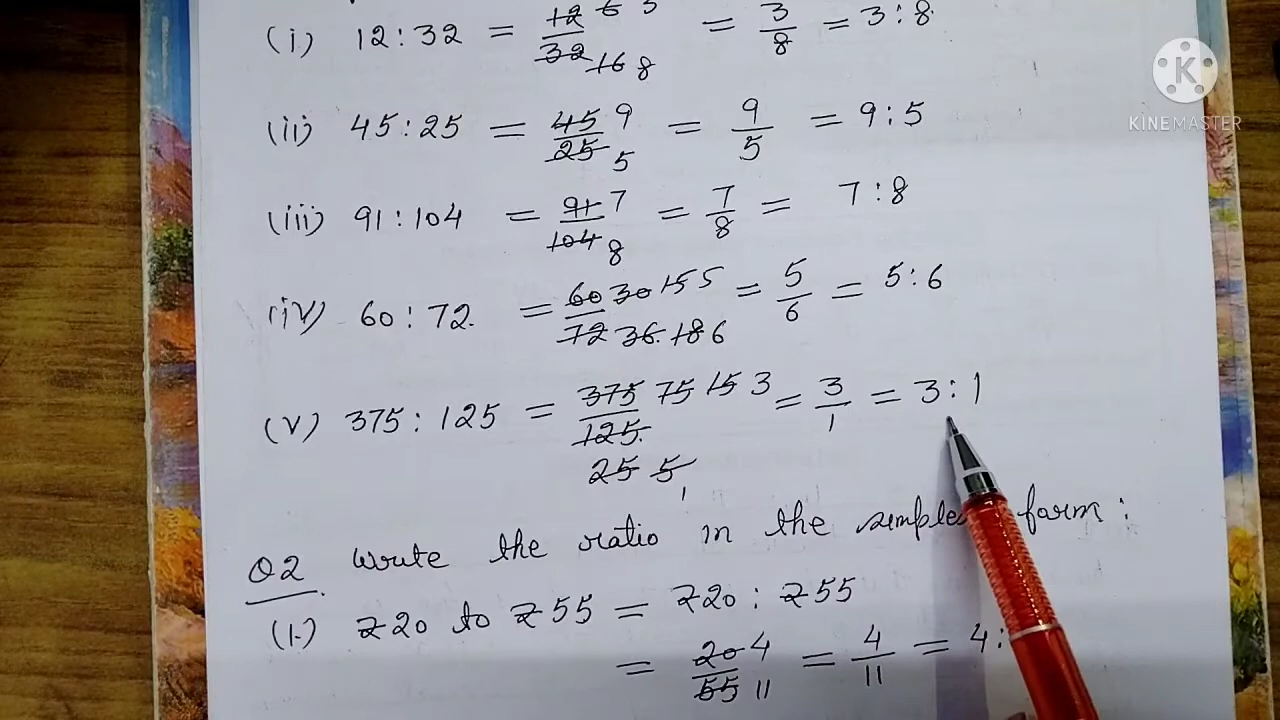 (i) 12:32 = 12 6 3 / 32 16 8 = 3/8 = 3:8
(ii) 45:25 = 45 9 / 25 5 = 9/5 = 9:5
(iii) 91:104 = 91 7 / 104 8 = 7/8 = 7:8
(iv) 60:72. = 60 30 15 5 / 72 36. 18 6 = 5/6 = 5:6
(v) 375:125 = 375 75 15 3 / 125. 25 5 1 = 3/1 = 3:1
Q2 Write the ratio in the form:
(i.) ₹20 to ₹55 = ₹20 : ₹55
= 20 4 / 55 11 = 4/11 = 4:
K
KINEMASTER